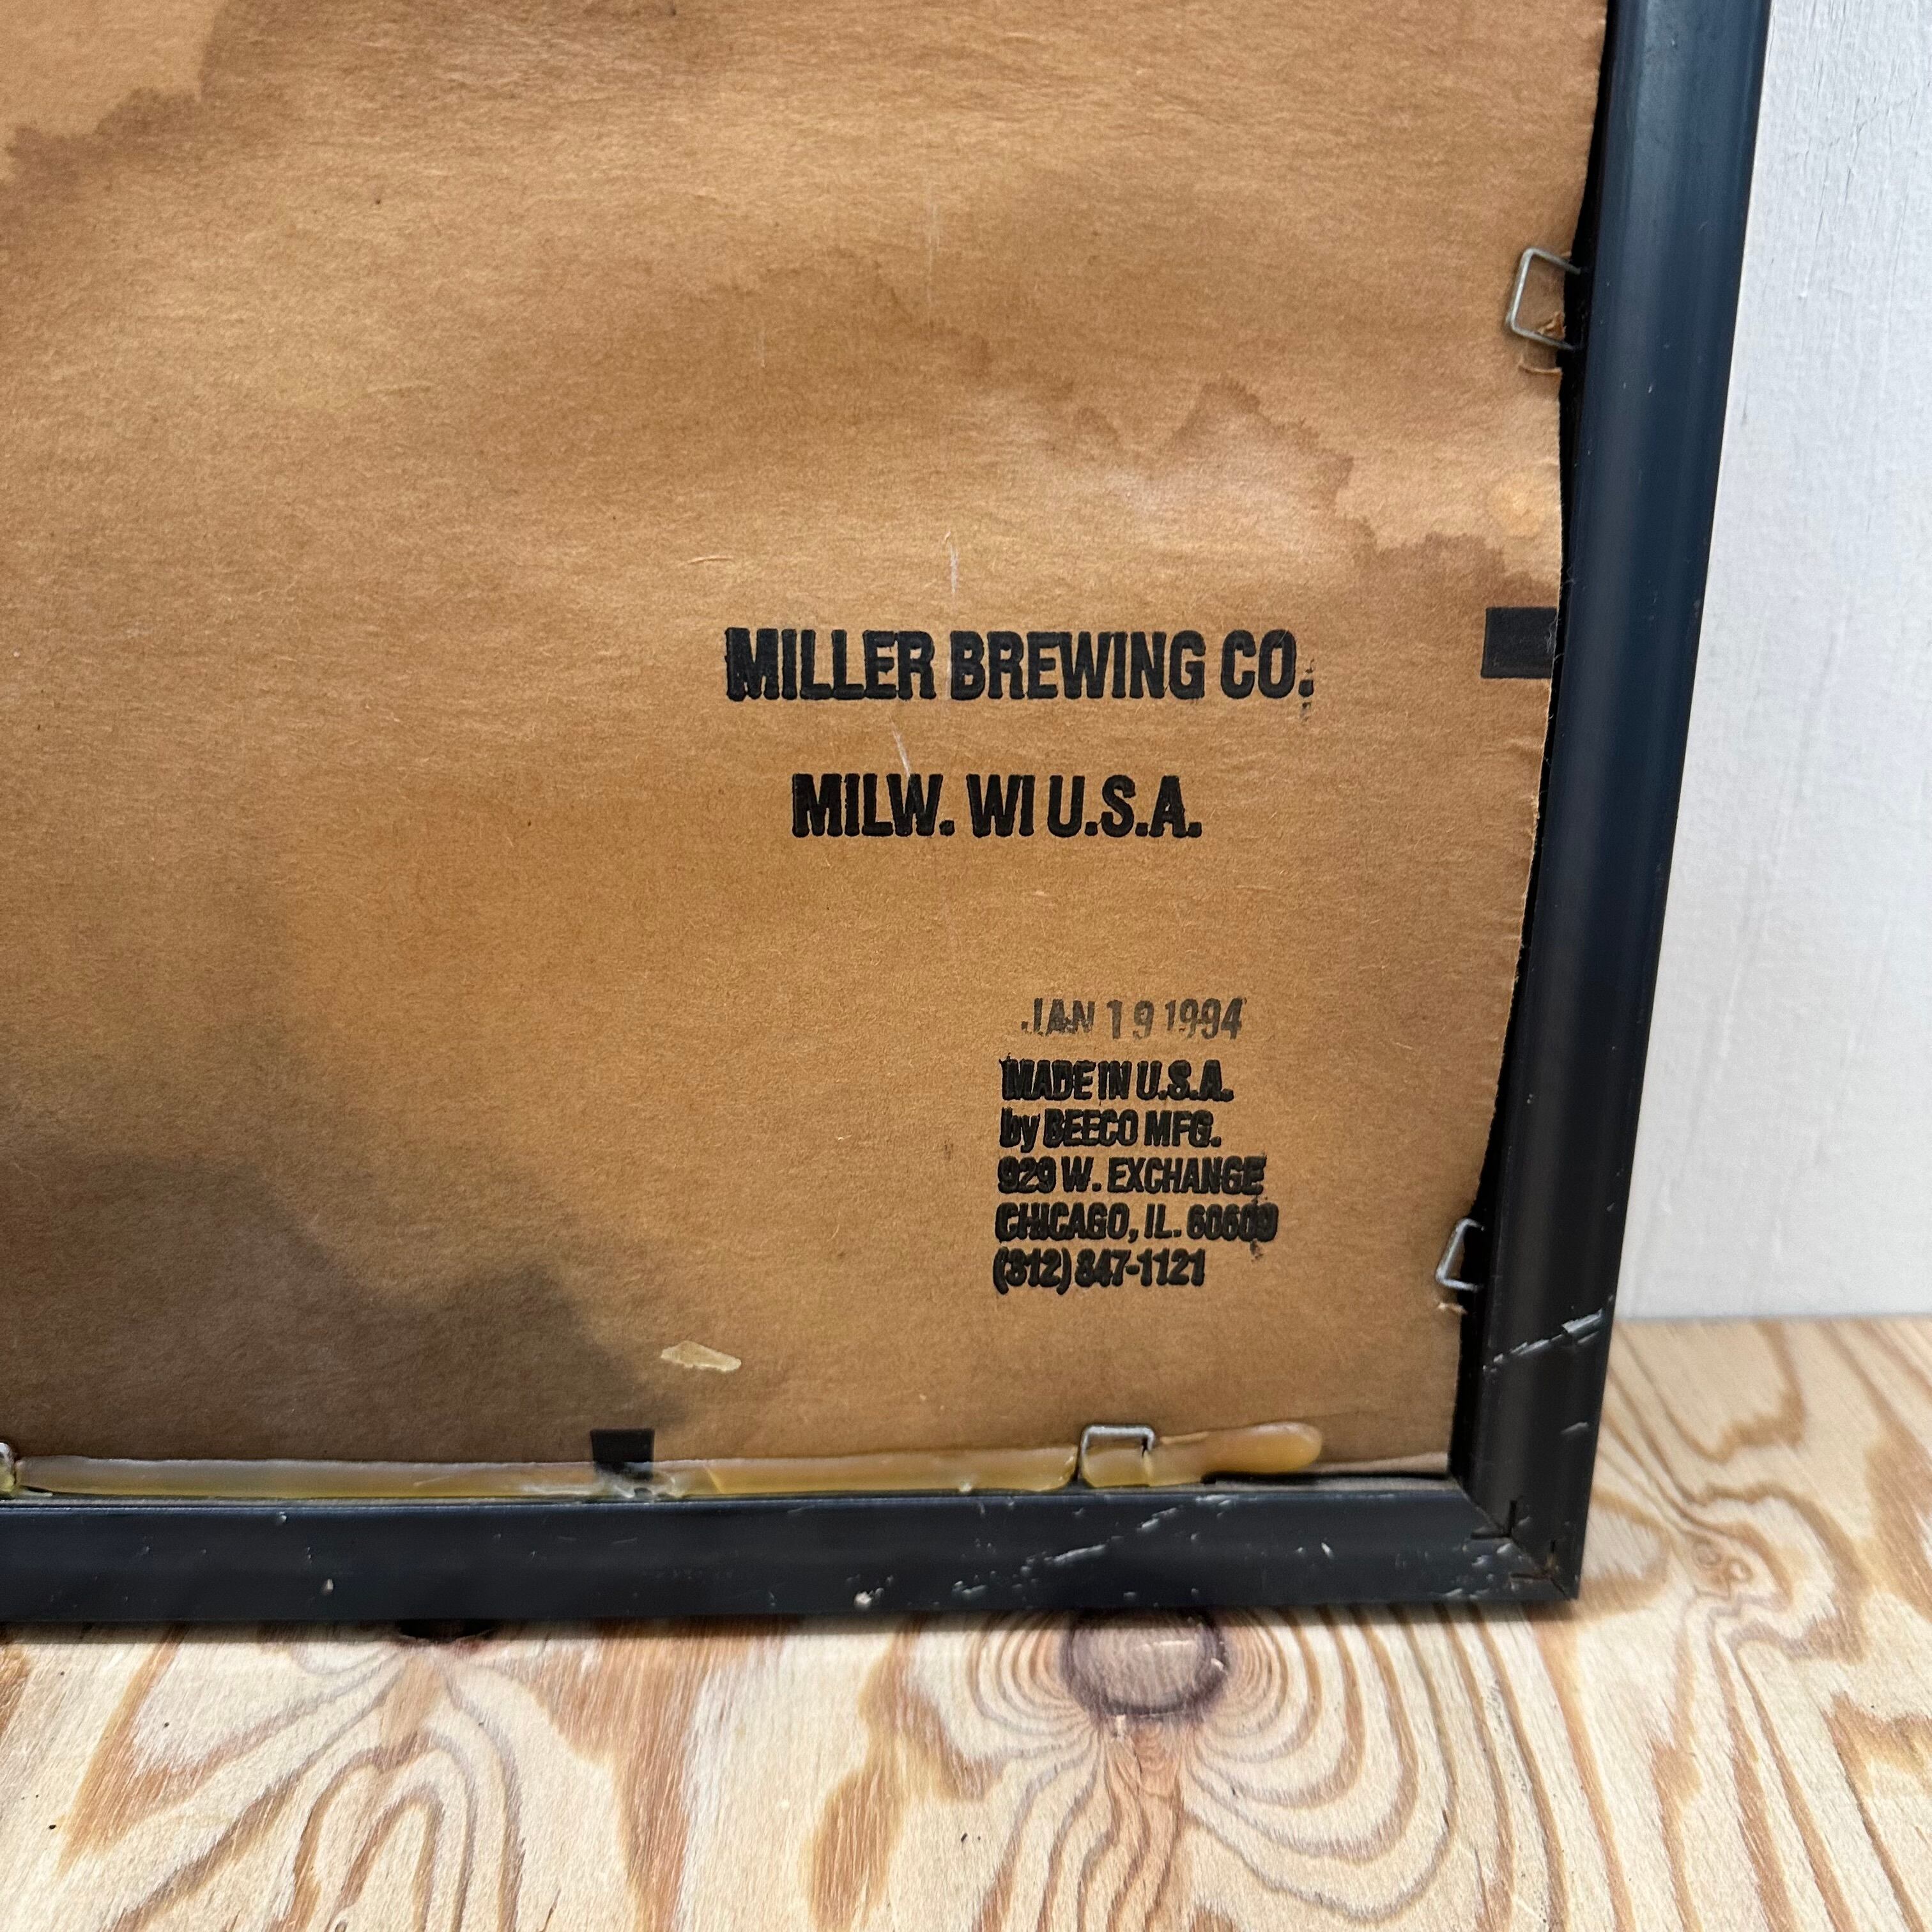 MILLER BREWING CO.
MILW. WI U.S.A.
JAN 19 1994
MADE IN U.S.A.
by BEECO MFG.
929 W. EXCHANGE
CHICAGO, IL. 60609
(312) 847-1121